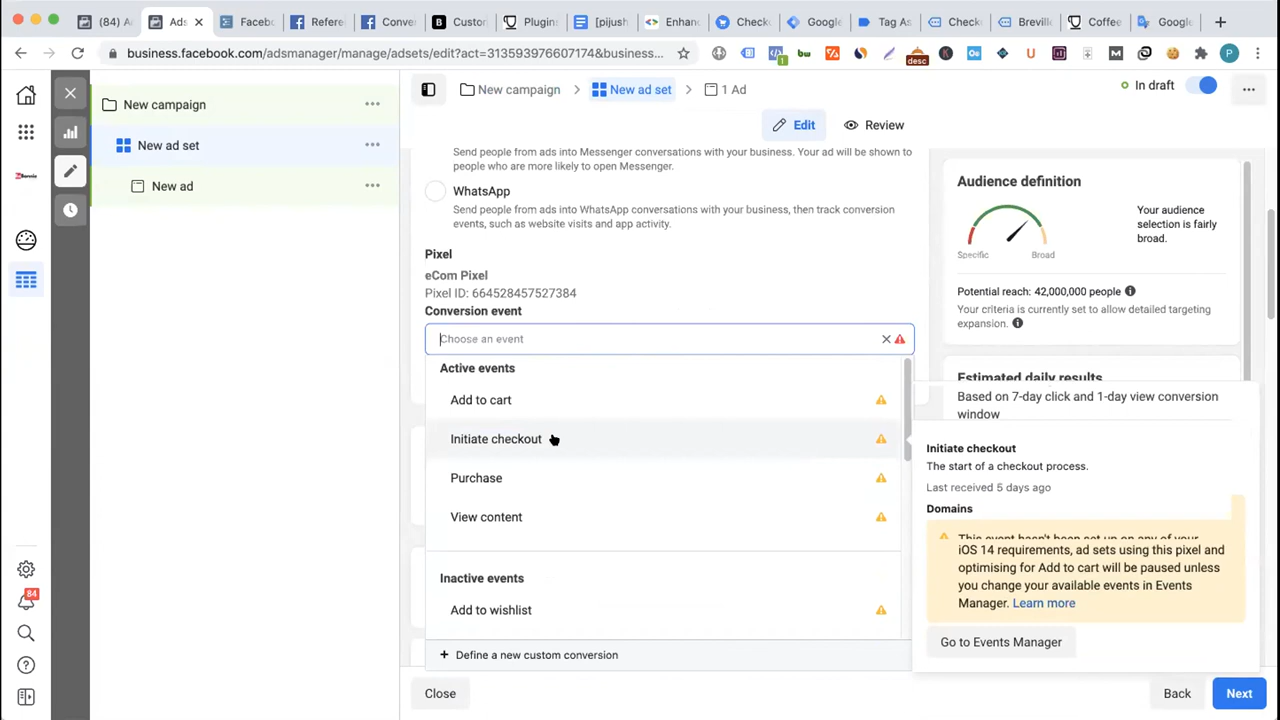 (84) A
Ads
Faceb
Refere
Conve
Custo
Plugin
[pijush
Enhan
Checko
Google
Tag As
Check
Brevill
Coffee
Google
business.facebook.com/adsmanager/manage/adsets/edit?act=313593976607174&business...
1
desc
P
New campaign
New ad set
New ad
84
New campaign
New ad set
1 Ad
In draft
Edit
Review
Send people from ads into Messenger conversations with your business. Your ad will be shown to
people who are more likely to open Messenger.
WhatsApp
Send people from ads into WhatsApp conversations with your business, then track conversion
events, such as website visits and app activity.
Pixel
eCom Pixel
Pixel ID: 664528457527384
Conversion event
Choose an event
Active events
Add to cart
Initiate checkout
Purchase
View content
Inactive events
Add to wishlist
+ Define a new custom conversion
Close
Back
Next
Audience definition
Specific
Broad
Your audience
selection is fairly
broad.
Potential reach: 42,000,000 people
Your criteria is currently set to allow detailed targeting
expansion.
Estimated daily results
Based on 7-day click and 1-day view conversion
window
Initiate checkout
The start of a checkout process.
Last received 5 days ago
Domains
This event hasn't been set up on any of your
iOS 14 requirements, ad sets using this pixel and
optimising for Add to cart will be paused unless
you change your available events in Events
Manager. Learn more
Go to Events Manager